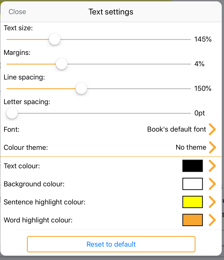 Close Text settings
Text size:
145%
Margins:
4%
Line spacing:
150%
Letter spacing:
0pt
Font: Book's default font
Colour theme: No theme
Text colour:
Background colour:
Sentence highlight colour:
Word highlight colour:
Reset to default